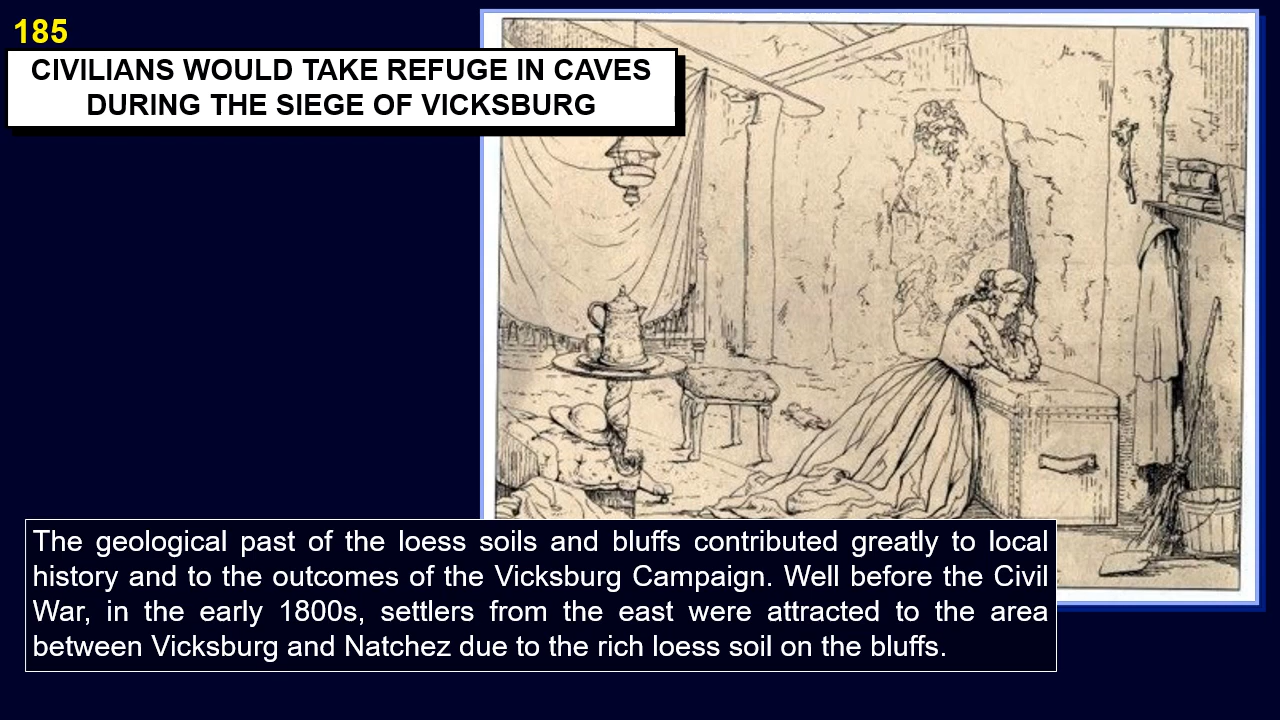 185
CIVILIANS WOULD TAKE REFUGE IN CAVES
DURING THE SIEGE OF VICKSBURG
The geological past of the loess soils and bluffs contributed greatly to local
history and to the outcomes of the Vicksburg Campaign. Well before the Civil
War, in the early 1800s, settlers from the east were attracted to the area
between Vicksburg and Natchez due to the rich loess soil on the bluffs.